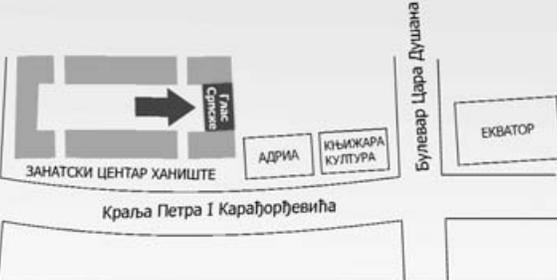 Глас
Српске
Булевар Цара Душана
ЕКВАТОР
АДРИА
КЊИЖАРА
КУЛТУРА
ЗАНАТСКИ ЦЕНТАР ХАНИШТЕ
Краља Петра I Карађорђевића